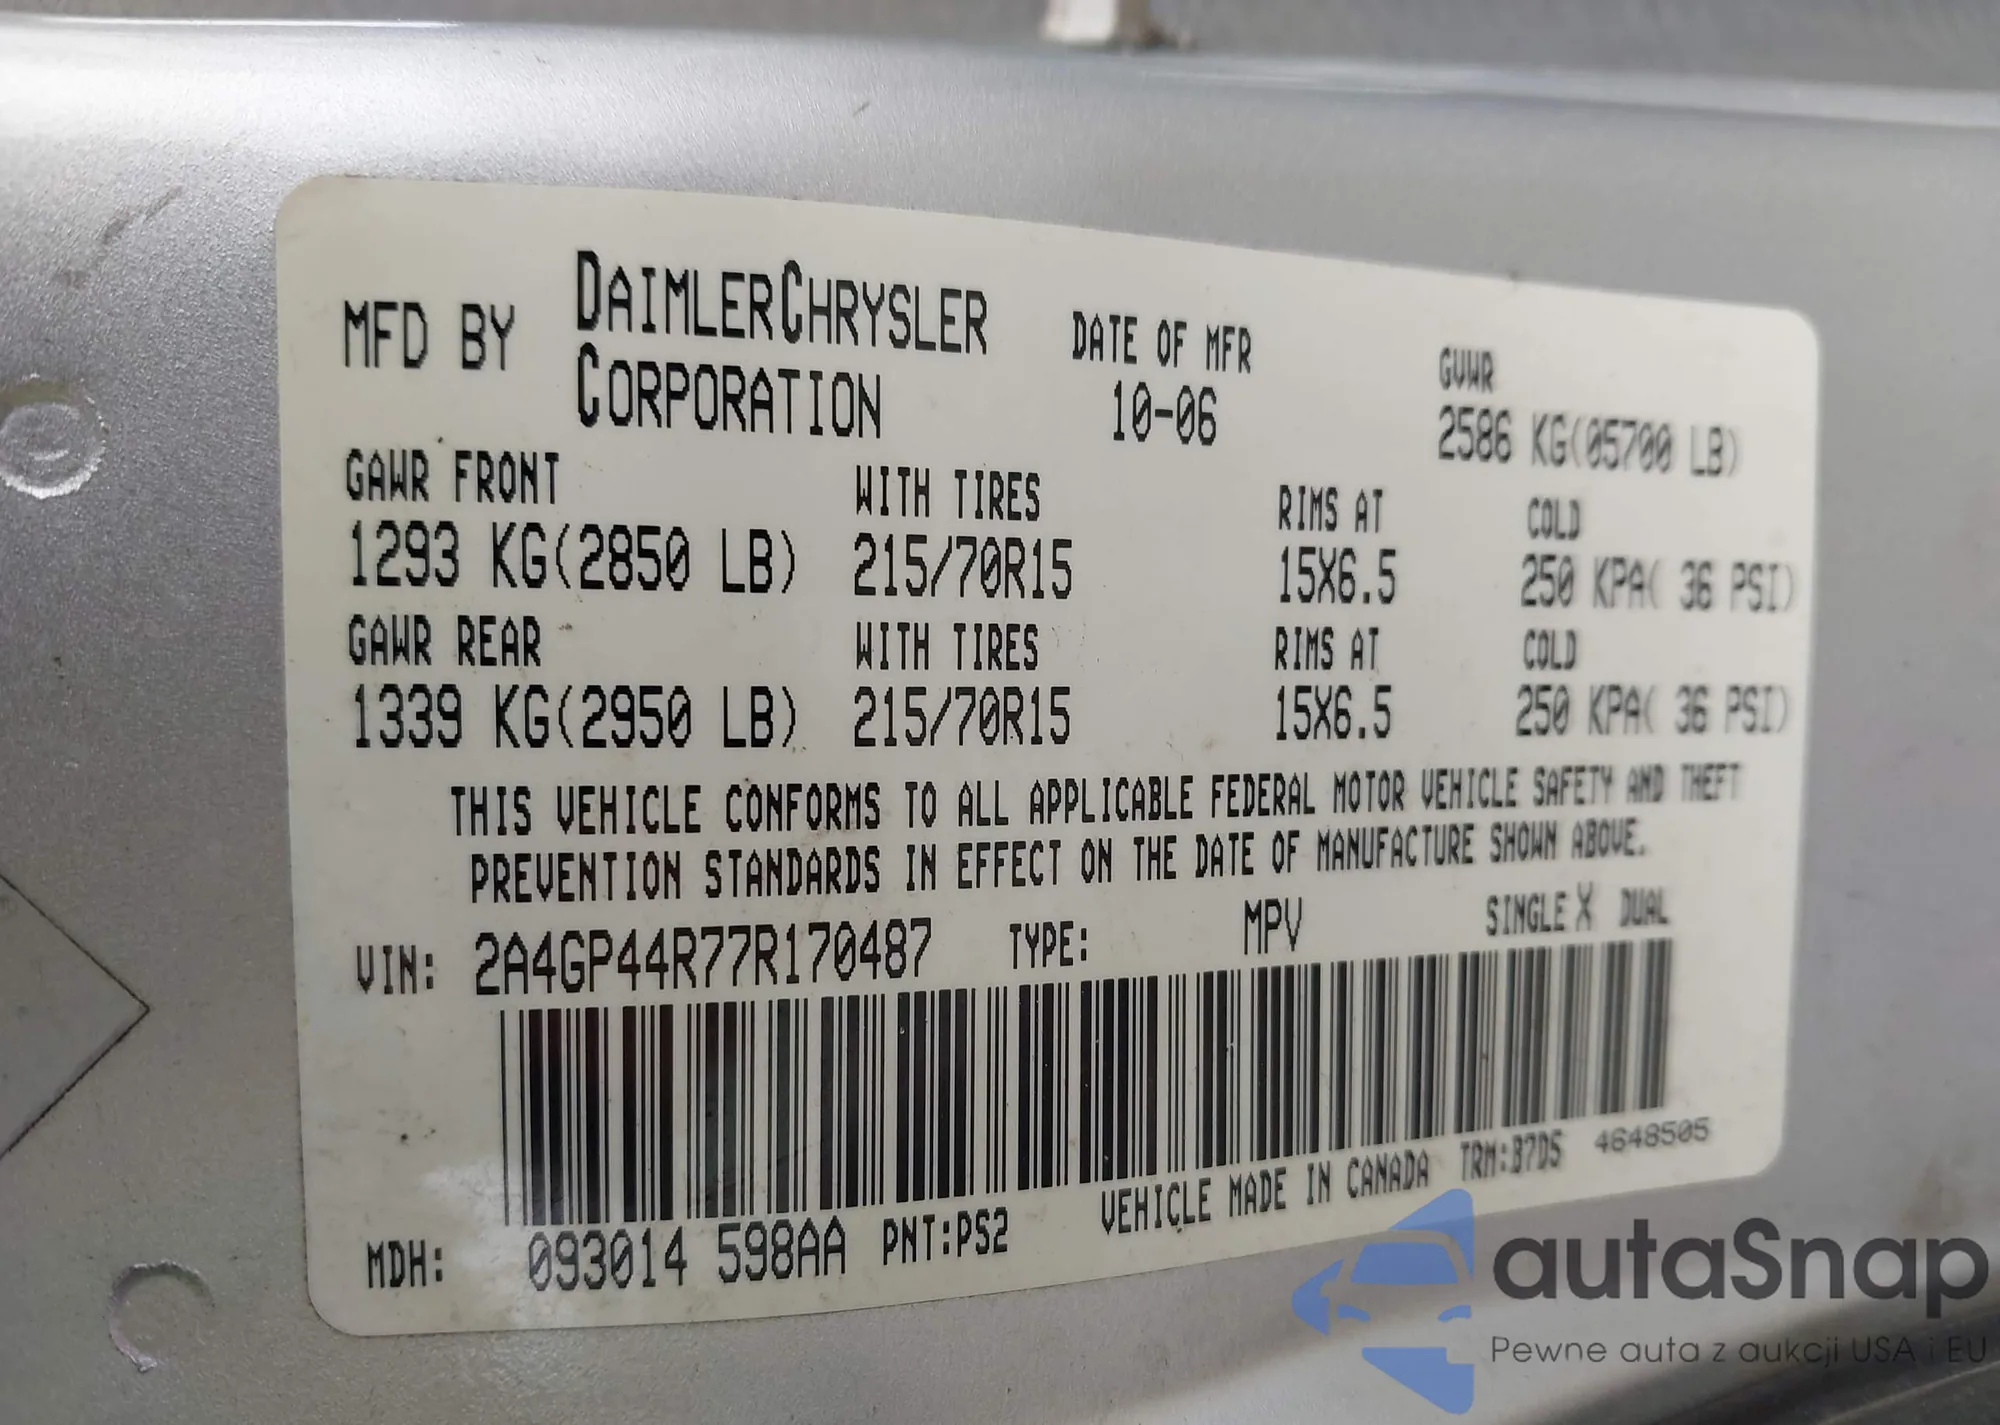 MFD BY DAIMLERCHRYSLER CORPORATION
DATE OF MFR 10-06
GVWR 2586 KG(05700 LB)
GAWR FRONT WITH TIRES RIMS AT COLD
1293 KG(2850 LB) 215/70R15 15X6.5 250 KPA( 36 PSI)
GAWR REAR WITH TIRES RIMS AT COLD
1339 KG(2950 LB) 215/70R15 15X6.5 250 KPA( 36 PSI)
THIS VEHICLE CONFORMS TO ALL APPLICABLE FEDERAL MOTOR VEHICLE SAFETY AND THEFT
PREVENTION STANDARDS IN EFFECT ON THE DATE OF MANUFACTURE SHOWN ABOVE.
VIN: 2A4GP44R77R170487 TYPE: MPV SINGLE X DUAL
MDH: 093014 598AA PNT:PS2 VEHICLE MADE IN CANADA TRM:B7DS 4648505
autaSnap
Pewne auta z aukcji USA i EU